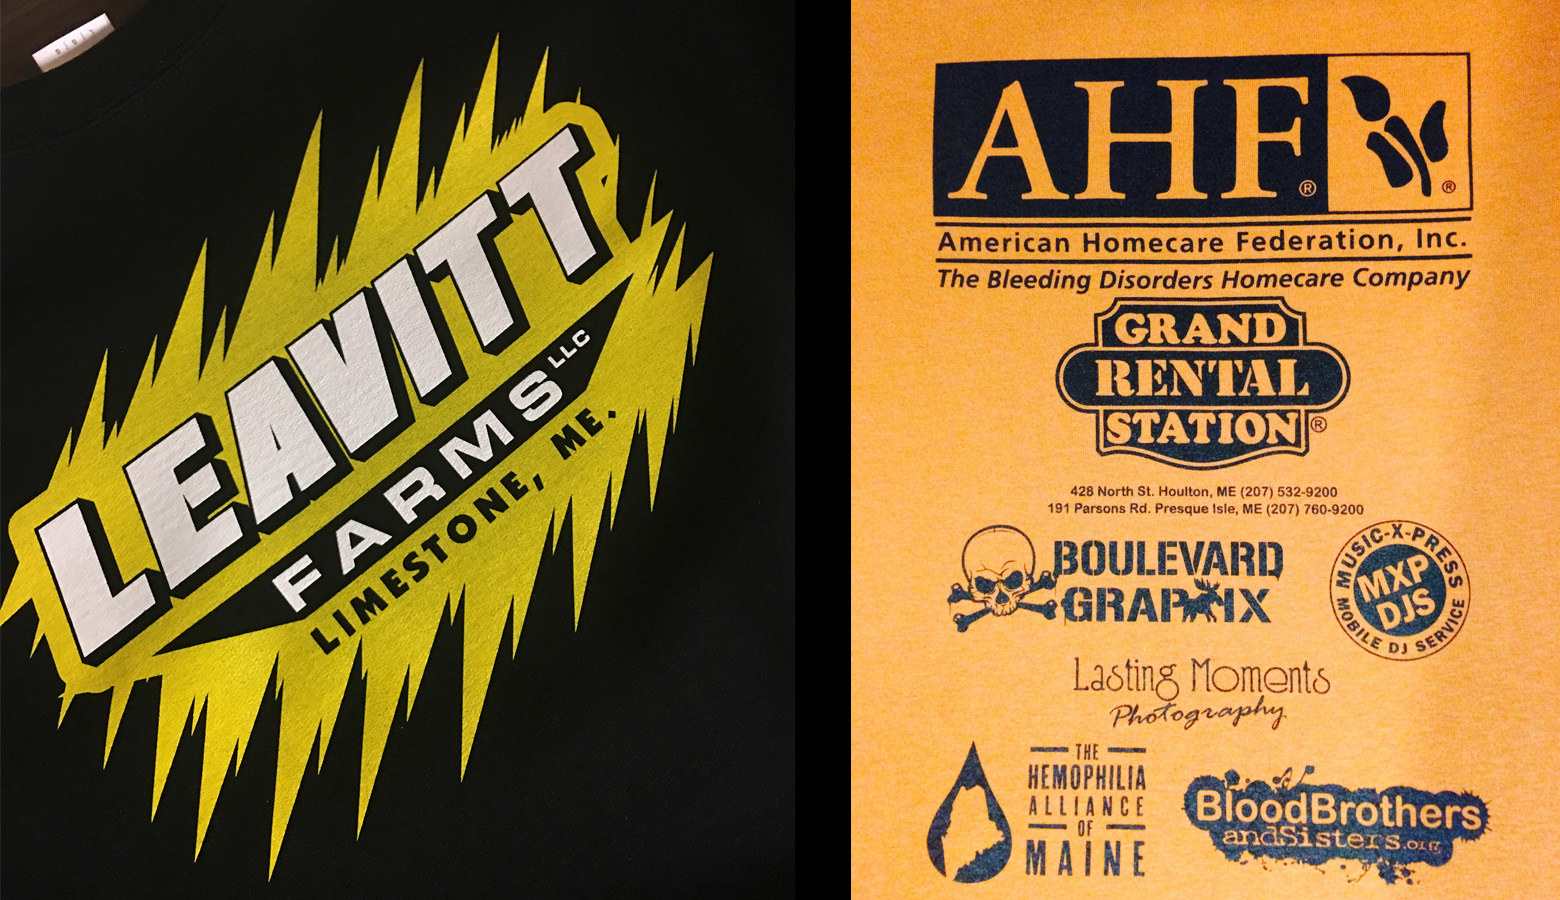 LEAVITT
FARMS LLC
LIMESTONE, ME.
AHF® ®
American Homecare Federation, Inc.
The Bleeding Disorders Homecare Company
GRAND
RENTAL
STATION®
428 North St. Houlton, ME (207) 532-9200
191 Parsons Rd. Presque Isle, ME (207) 760-9200
BOULEVARD
GRAPHIX
MUSIC-X-PRESS
MXP
DJS
MOBILE DJ SERVICE
Lasting Moments
Photography
THE
HEMOPHILIA
ALLIANCE
OF
MAINE
BloodBrothers
andSisters.org